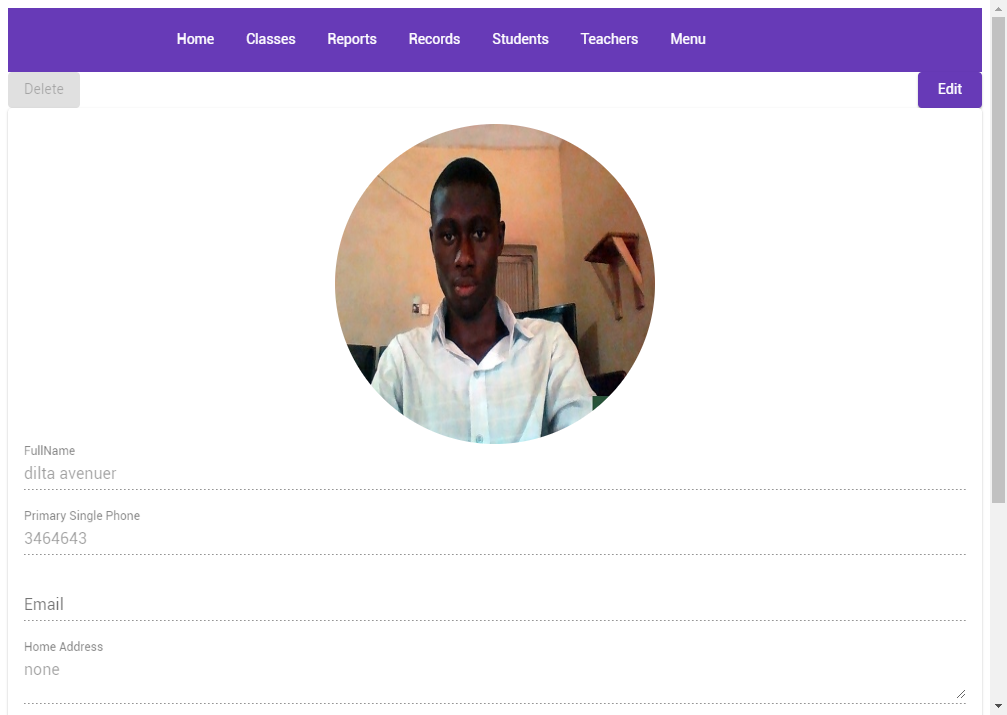 Home Classes Reports Records Students Teachers Menu
Delete Edit
FullName
dilta avenuer
Primary Single Phone
3464643
Email
Home Address
none